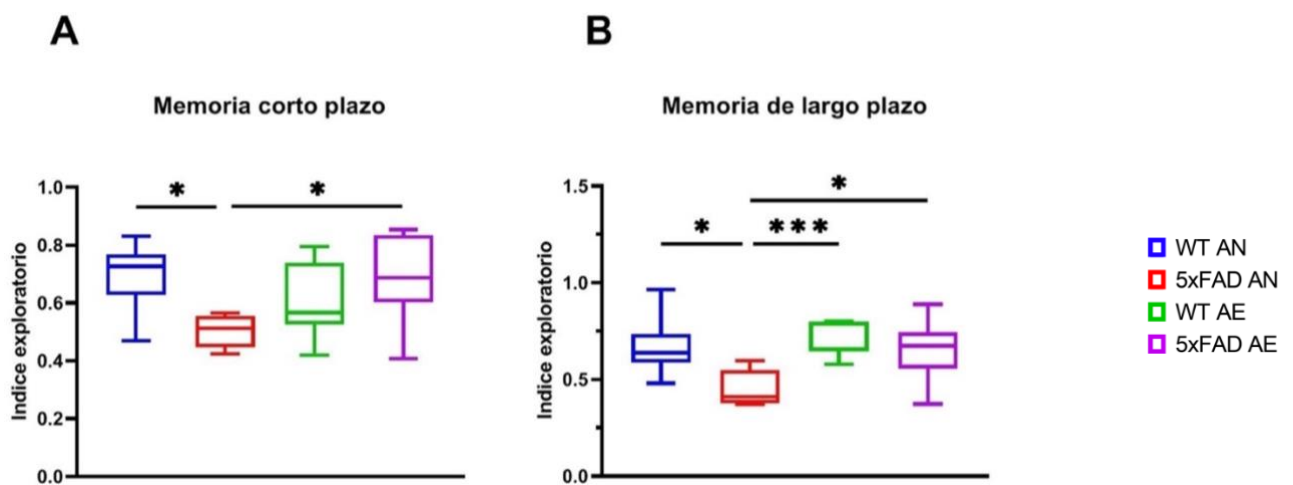 A
Memoria corto plazo
Indice exploratorio
1.0
0.8
0.6
0.4
0.2
0.0
*
*
B
Memoria de largo plazo
Indice exploratorio
1.5
1.0
0.5
0.0
*
***
*
WT AN
5xFAD AN
WT AE
5xFAD AE